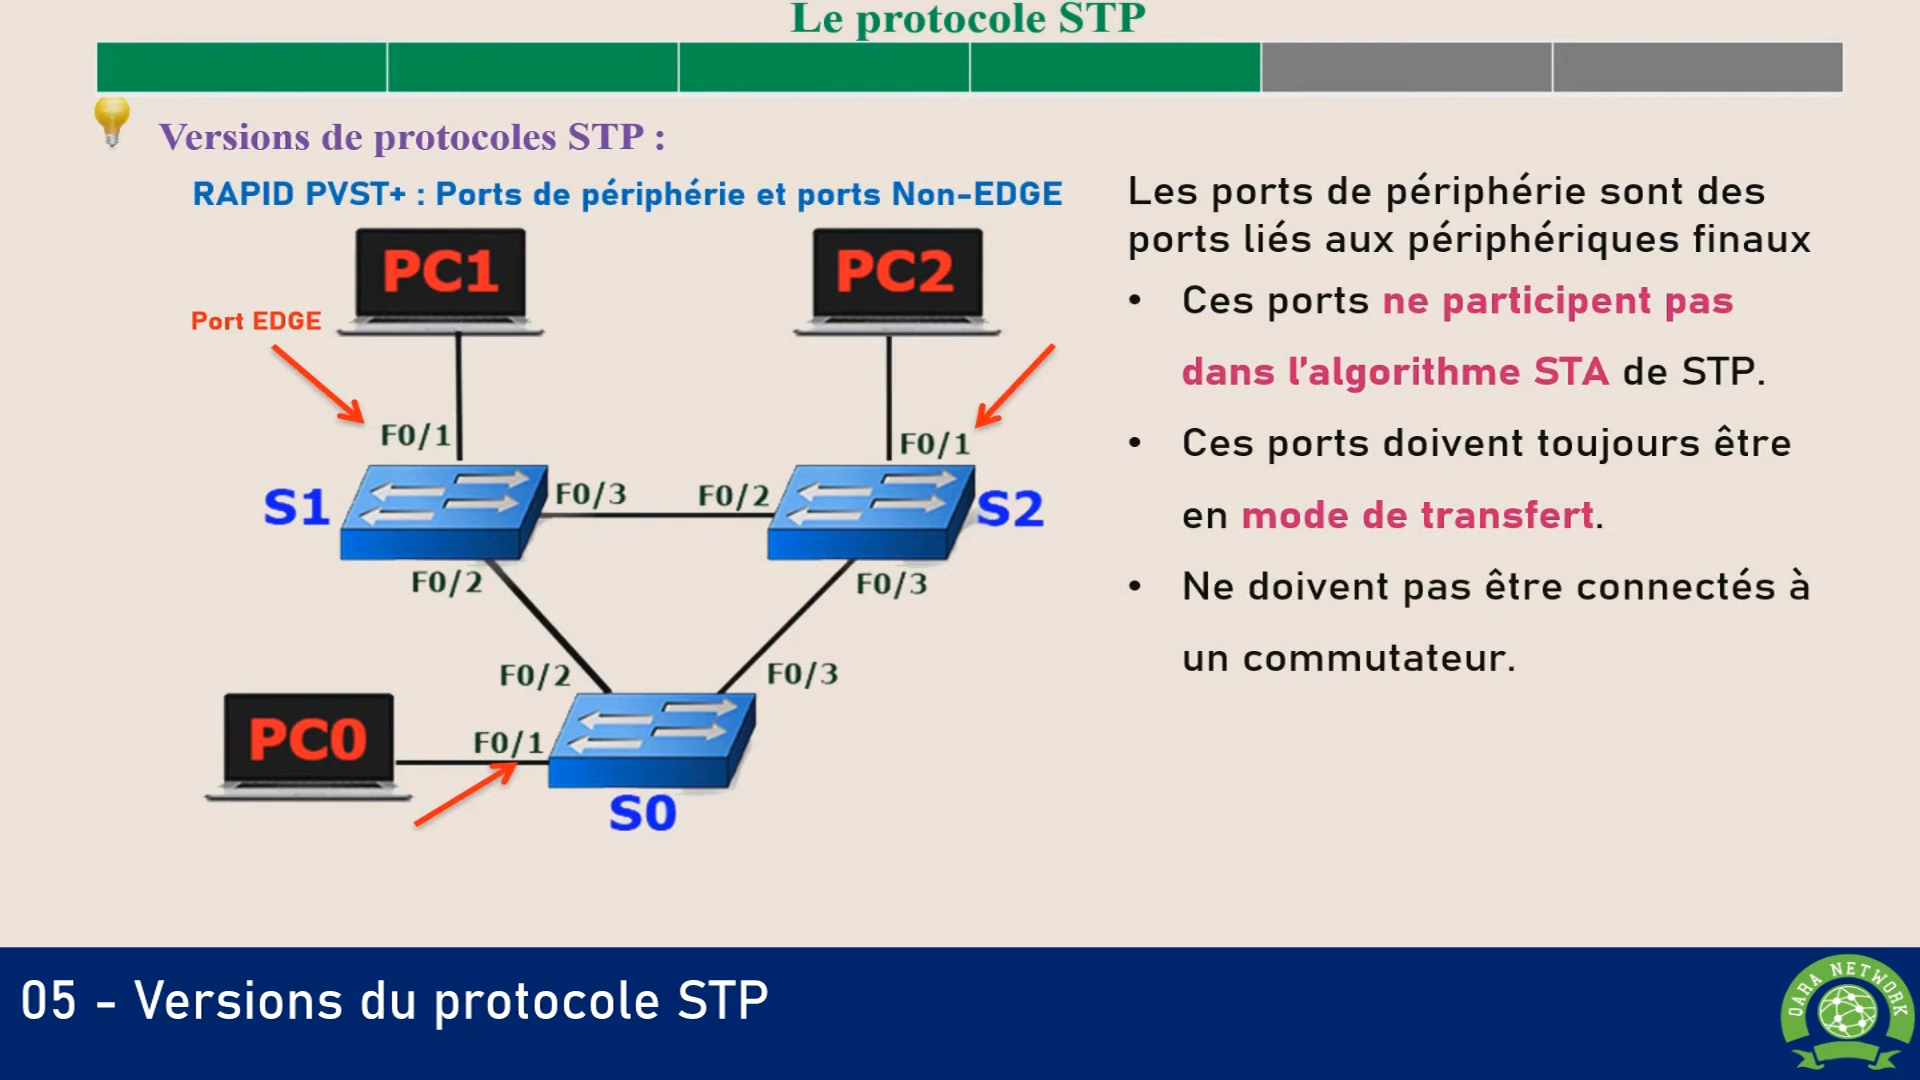 Le protocole STP
Versions de protocoles STP :
RAPID PVST+ : Ports de périphérie et ports Non-EDGE
PC1
PC2
Port EDGE
F0/1
F0/1
S1
F0/3
F0/2
S2
F0/2
F0/3
F0/2
F0/3
PC0
F0/1
S0
Les ports de périphérie sont des
ports liés aux périphériques finaux
• Ces ports ne participent pas
dans l’algorithme STA de STP.
• Ces ports doivent toujours être
en mode de transfert.
• Ne doivent pas être connectés à
un commutateur.
05 - Versions du protocole STP
OARA NETWORK